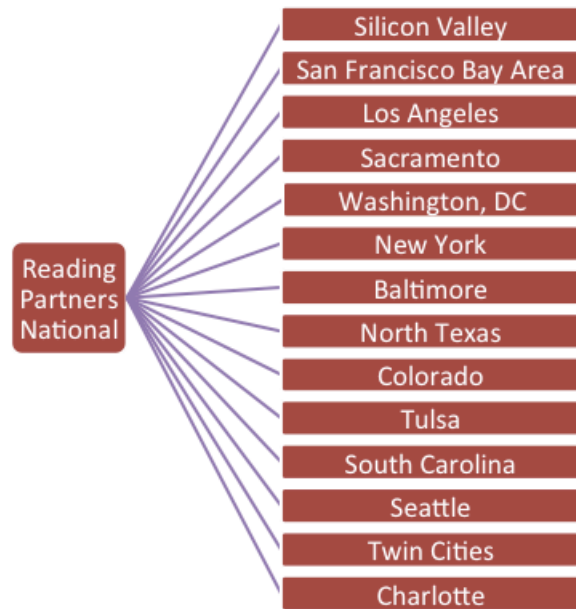 Silicon Valley
San Francisco Bay Area
Los Angeles
Sacramento
Washington, DC
New York
Reading
Partners
National
Baltimore
North Texas
Colorado
Tulsa
South Carolina
Seattle
Twin Cities
Charlotte